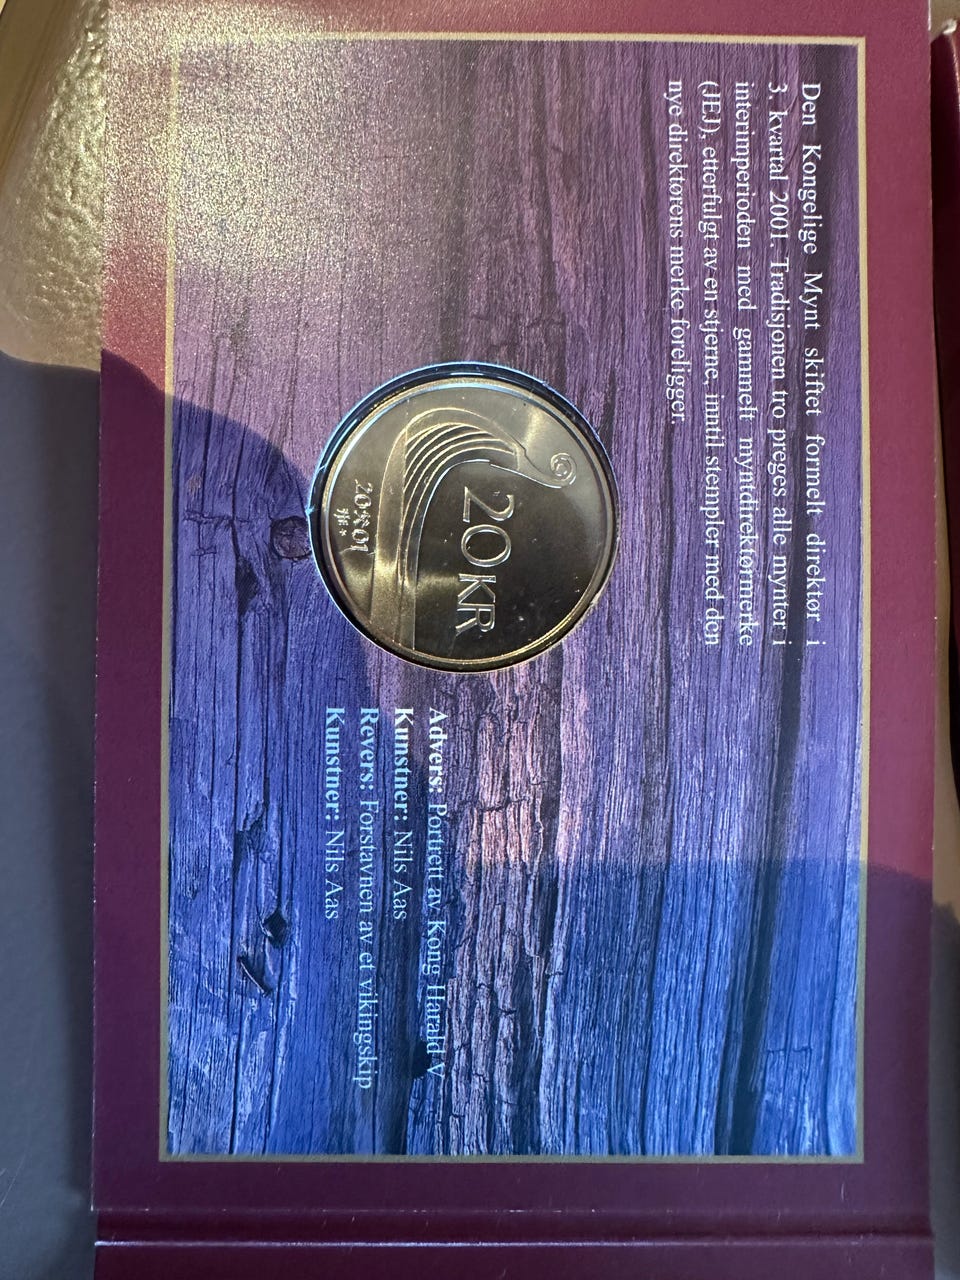 Den Kongelige Mynt skiftet formelt direktør i
3. kvartal 2001. Tradisjonen tro preges alle mynter i
interimperioden med gammelt myntdirektørmerke
(JEJ), etterfulgt av en stjerne, inntil stempler med den
nye direktørens merke foreligger.
20 KR
20 01
Advers: Portrett av Kong Harald V
Kunstner: Nils Aas
Revers: Forstavnen av et vikingskip
Kunstner: Nils Aas